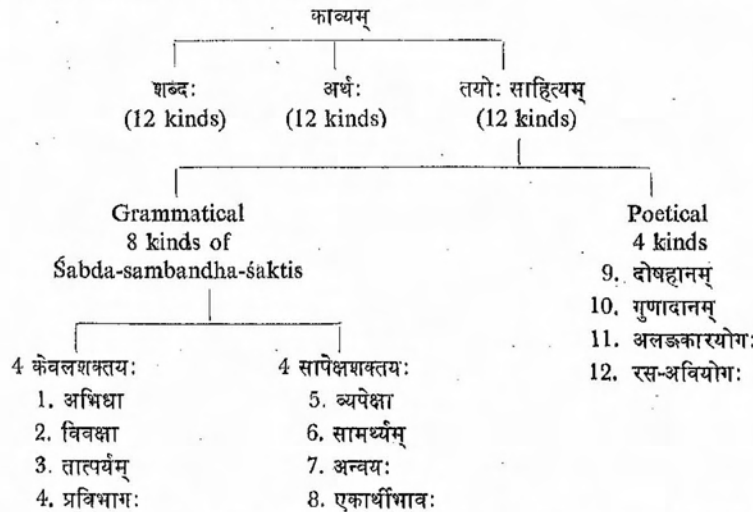 काव्यम्
शब्दः अर्थः तयोः साहित्यम्
(12 kinds) (12 kinds) (12 kinds)
Grammatical
8 kinds of
Śabda-sambandha-śaktis
4 केवलशक्तयः
1. अभिधा
2. विवक्षा
3. तात्पर्यम्
4. प्रविभागः
4 सापेक्षशक्तयः
5. व्यपेक्षा
6. सामर्थ्यम्
7. अन्वयः
8. एकार्थीभावः
Poetical
4 kinds
9. दोषहानम्
10. गुणादानम्
11. अलङकारयोगः
12. रस-अवियोगः